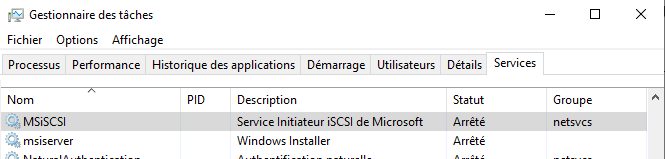 Gestionnaire des tâches
Fichier Options Affichage
Processus Performance Historique des applications Démarrage Utilisateurs Détails Services
Nom PID Description Statut Groupe
MSiSCSI Service Initiateur iSCSI de Microsoft Arrêté netsvcs
msiserver Windows Installer Arrêté
NaturalAuthentication Authentification naturelle Arrêté netsvcs